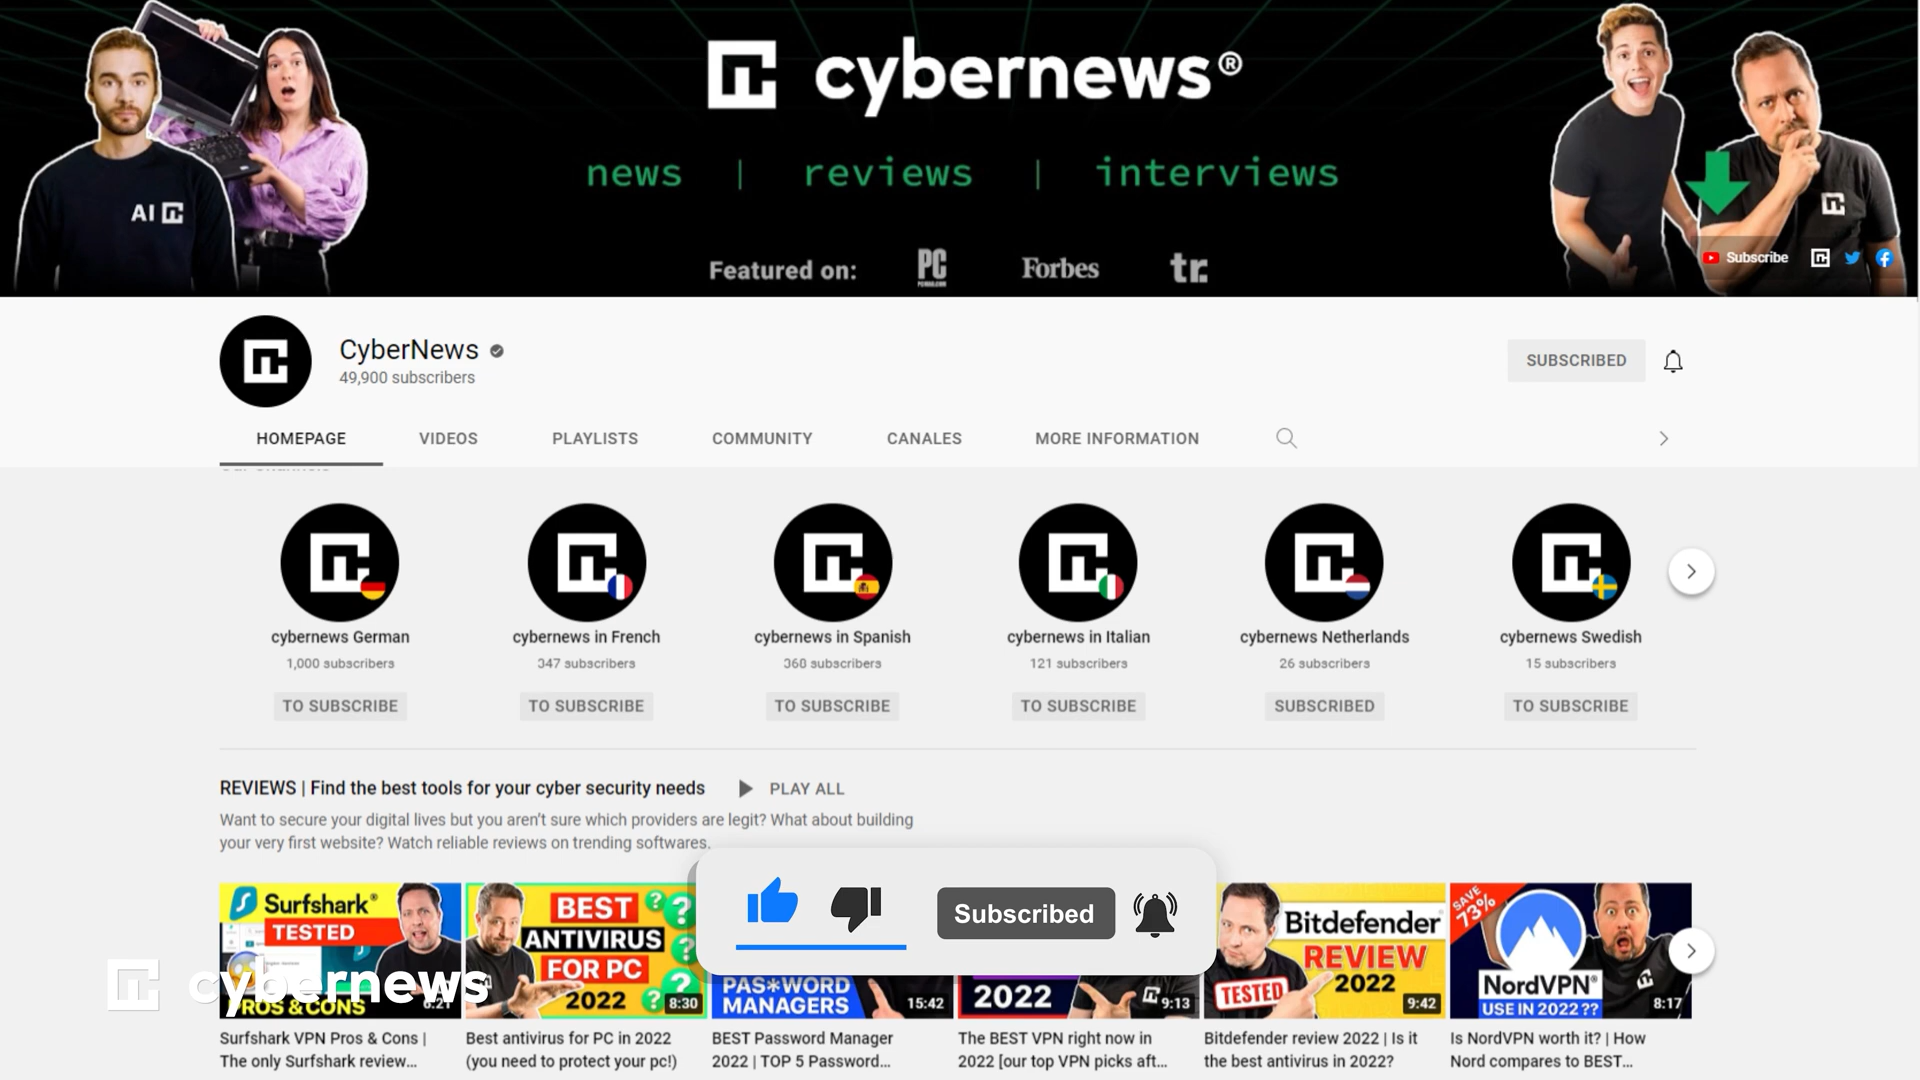 cybernews®
news | reviews | interviews
AI
Featured on:
PC
Forbes
tr.
Subscribe
CyberNews
49,900 subscribers
SUBSCRIBED
HOMEPAGE
VIDEOS
PLAYLISTS
COMMUNITY
CANALES
MORE INFORMATION
cybernews German
cybernews in French
cybernews in Spanish
cybernews in Italian
cybernews Netherlands
cybernews Swedish
1,000 subscribers
347 subscribers
360 subscribers
121 subscribers
26 subscribers
15 subscribers
TO SUBSCRIBE
TO SUBSCRIBE
TO SUBSCRIBE
TO SUBSCRIBE
SUBSCRIBED
TO SUBSCRIBE
REVIEWS | Find the best tools for your cyber security needs
PLAY ALL
Want to secure your digital lives but you aren't sure which providers are legit? What about building
your very first website? Watch reliable reviews on trending softwares.
Surfshark®
TESTED
PROS & CONS
8:21
BEST
ANTIVIRUS
FOR PC
2022
8:30
PAS*WORD
MANAGERS
15:42
2022
9:13
Subscribed
Bitdefender
REVIEW
2022
TESTED
9:42
SAVE
73%
NordVPN®
USE IN 2022 ??
8:17
cybernews
Surfshark VPN Pros & Cons |
The only Surfshark review...
Best antivirus for PC in 2022
(you need to protect your pc!)
BEST Password Manager
2022 | TOP 5 Password...
The BEST VPN right now in
2022 [our top VPN picks aft...
Bitdefender review 2022 | Is it
the best antivirus in 2022?
Is NordVPN worth it? | How
Nord compares to BEST...